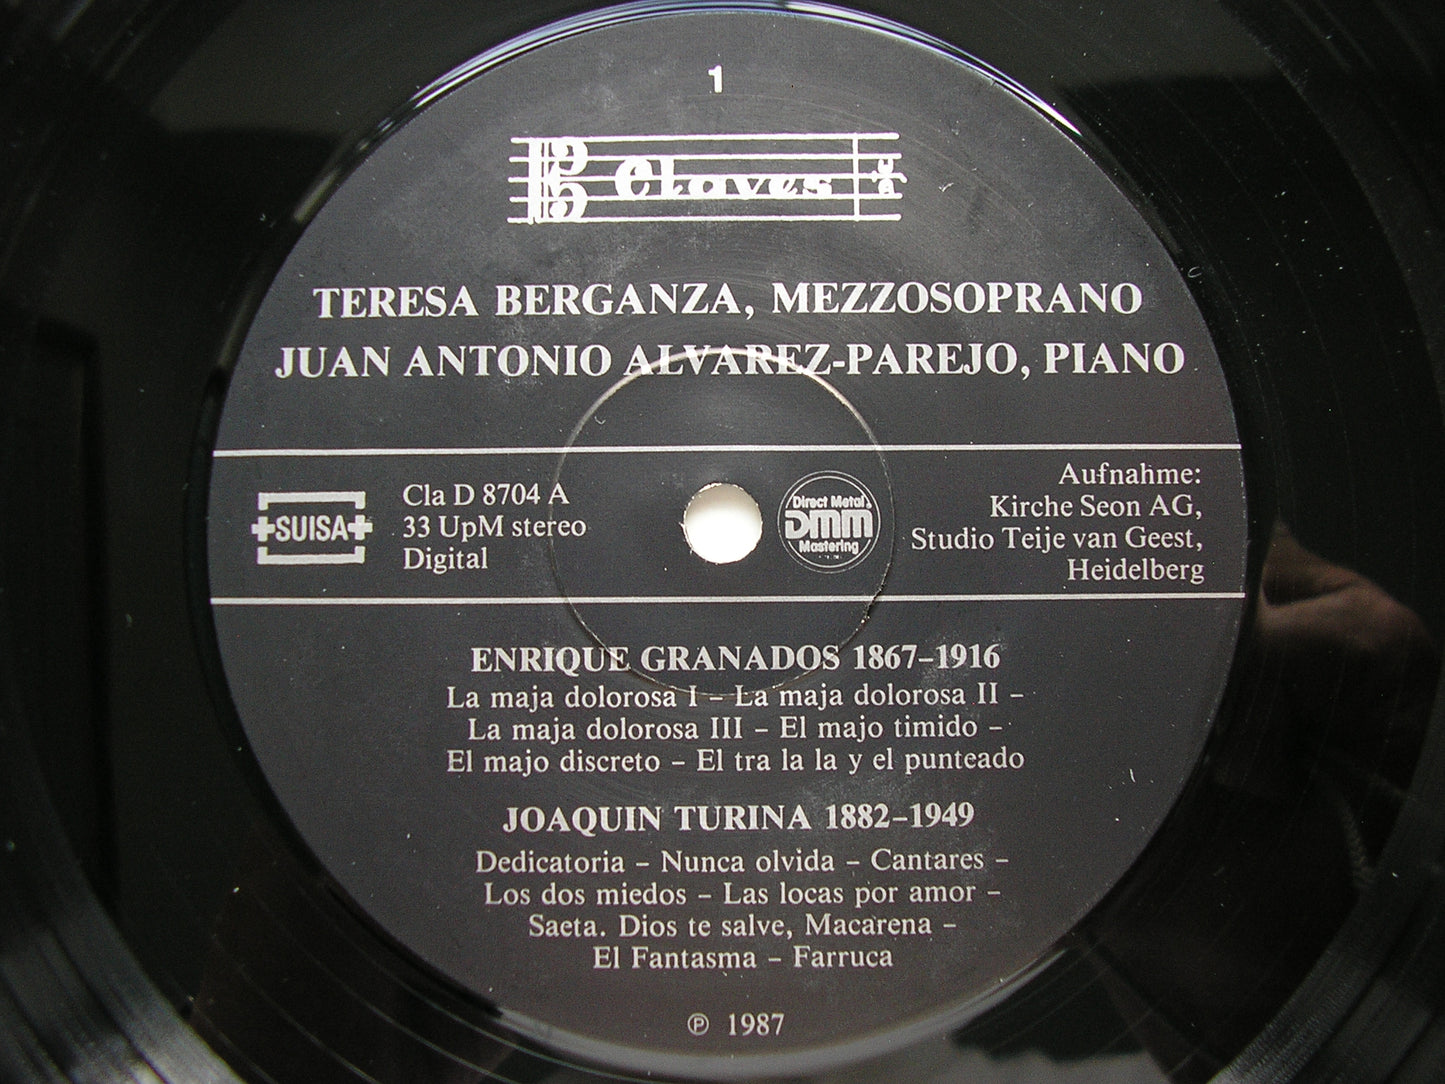 1
Claves
TERESA BERGANZA, MEZZOSOPRANO
JUAN ANTONIO ALVAREZ-PAREJO, PIANO
SUISA
Cla D 8704 A
33 UpM stereo
Digital
Direct Metal
DMM
Mastering
Aufnahme:
Kirche Seon AG,
Studio Teije van Geest,
Heidelberg
ENRIQUE GRANADOS 1867–1916
La maja dolorosa I – La maja dolorosa II –
La maja dolorosa III – El majo timido –
El majo discreto – El tra la la y el punteado
JOAQUIN TURINA 1882–1949
Dedicatoria – Nunca olvida – Cantares –
Los dos miedos – Las locas por amor –
Saeta. Dios te salve, Macarena –
El Fantasma – Farruca
℗ 1987